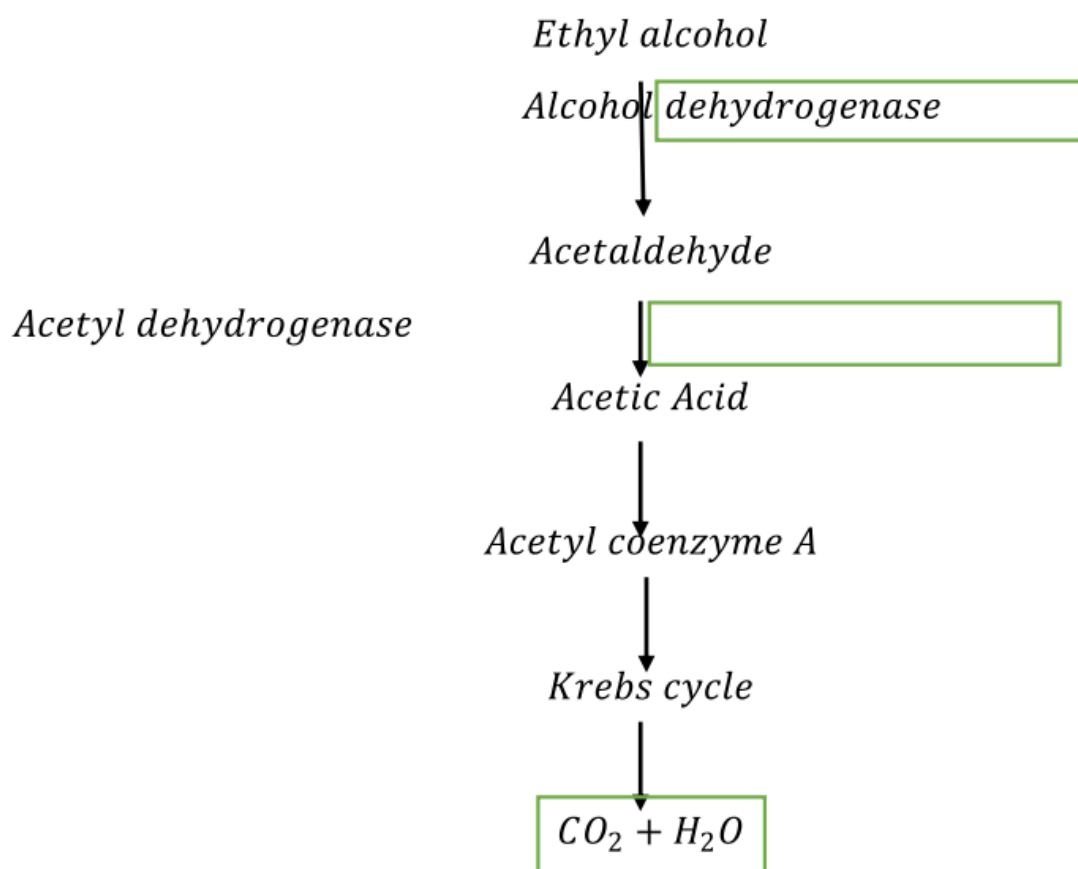 Ethyl alcohol
Alcohol dehydrogenase
Acetaldehyde
Acetyl dehydrogenase
Acetic Acid
Acetyl coenzyme A
Krebs cycle
CO₂ + H₂O